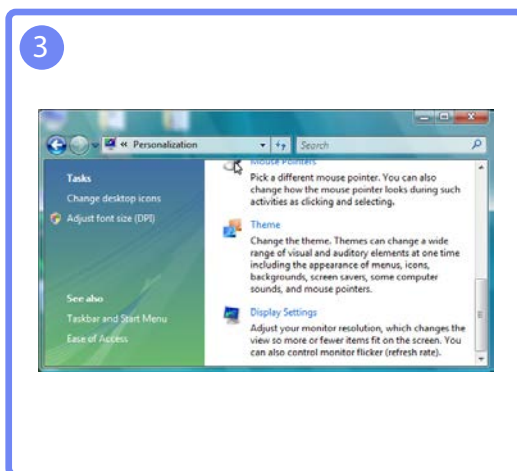 3
« Personalization
Search
Tasks
Change desktop icons
Adjust font size (DPI)
See also
Taskbar and Start Menu
Ease of Access
Mouse Pointers
Pick a different mouse pointer. You can also
change how the mouse pointer looks during such
activities as clicking and selecting.
Theme
Change the theme. Themes can change a wide
range of visual and auditory elements at one time
including the appearance of menus, icons,
backgrounds, screen savers, some computer
sounds, and mouse pointers.
Display Settings
Adjust your monitor resolution, which changes the
view so more or fewer items fit on the screen. You
can also control monitor flicker (refresh rate).